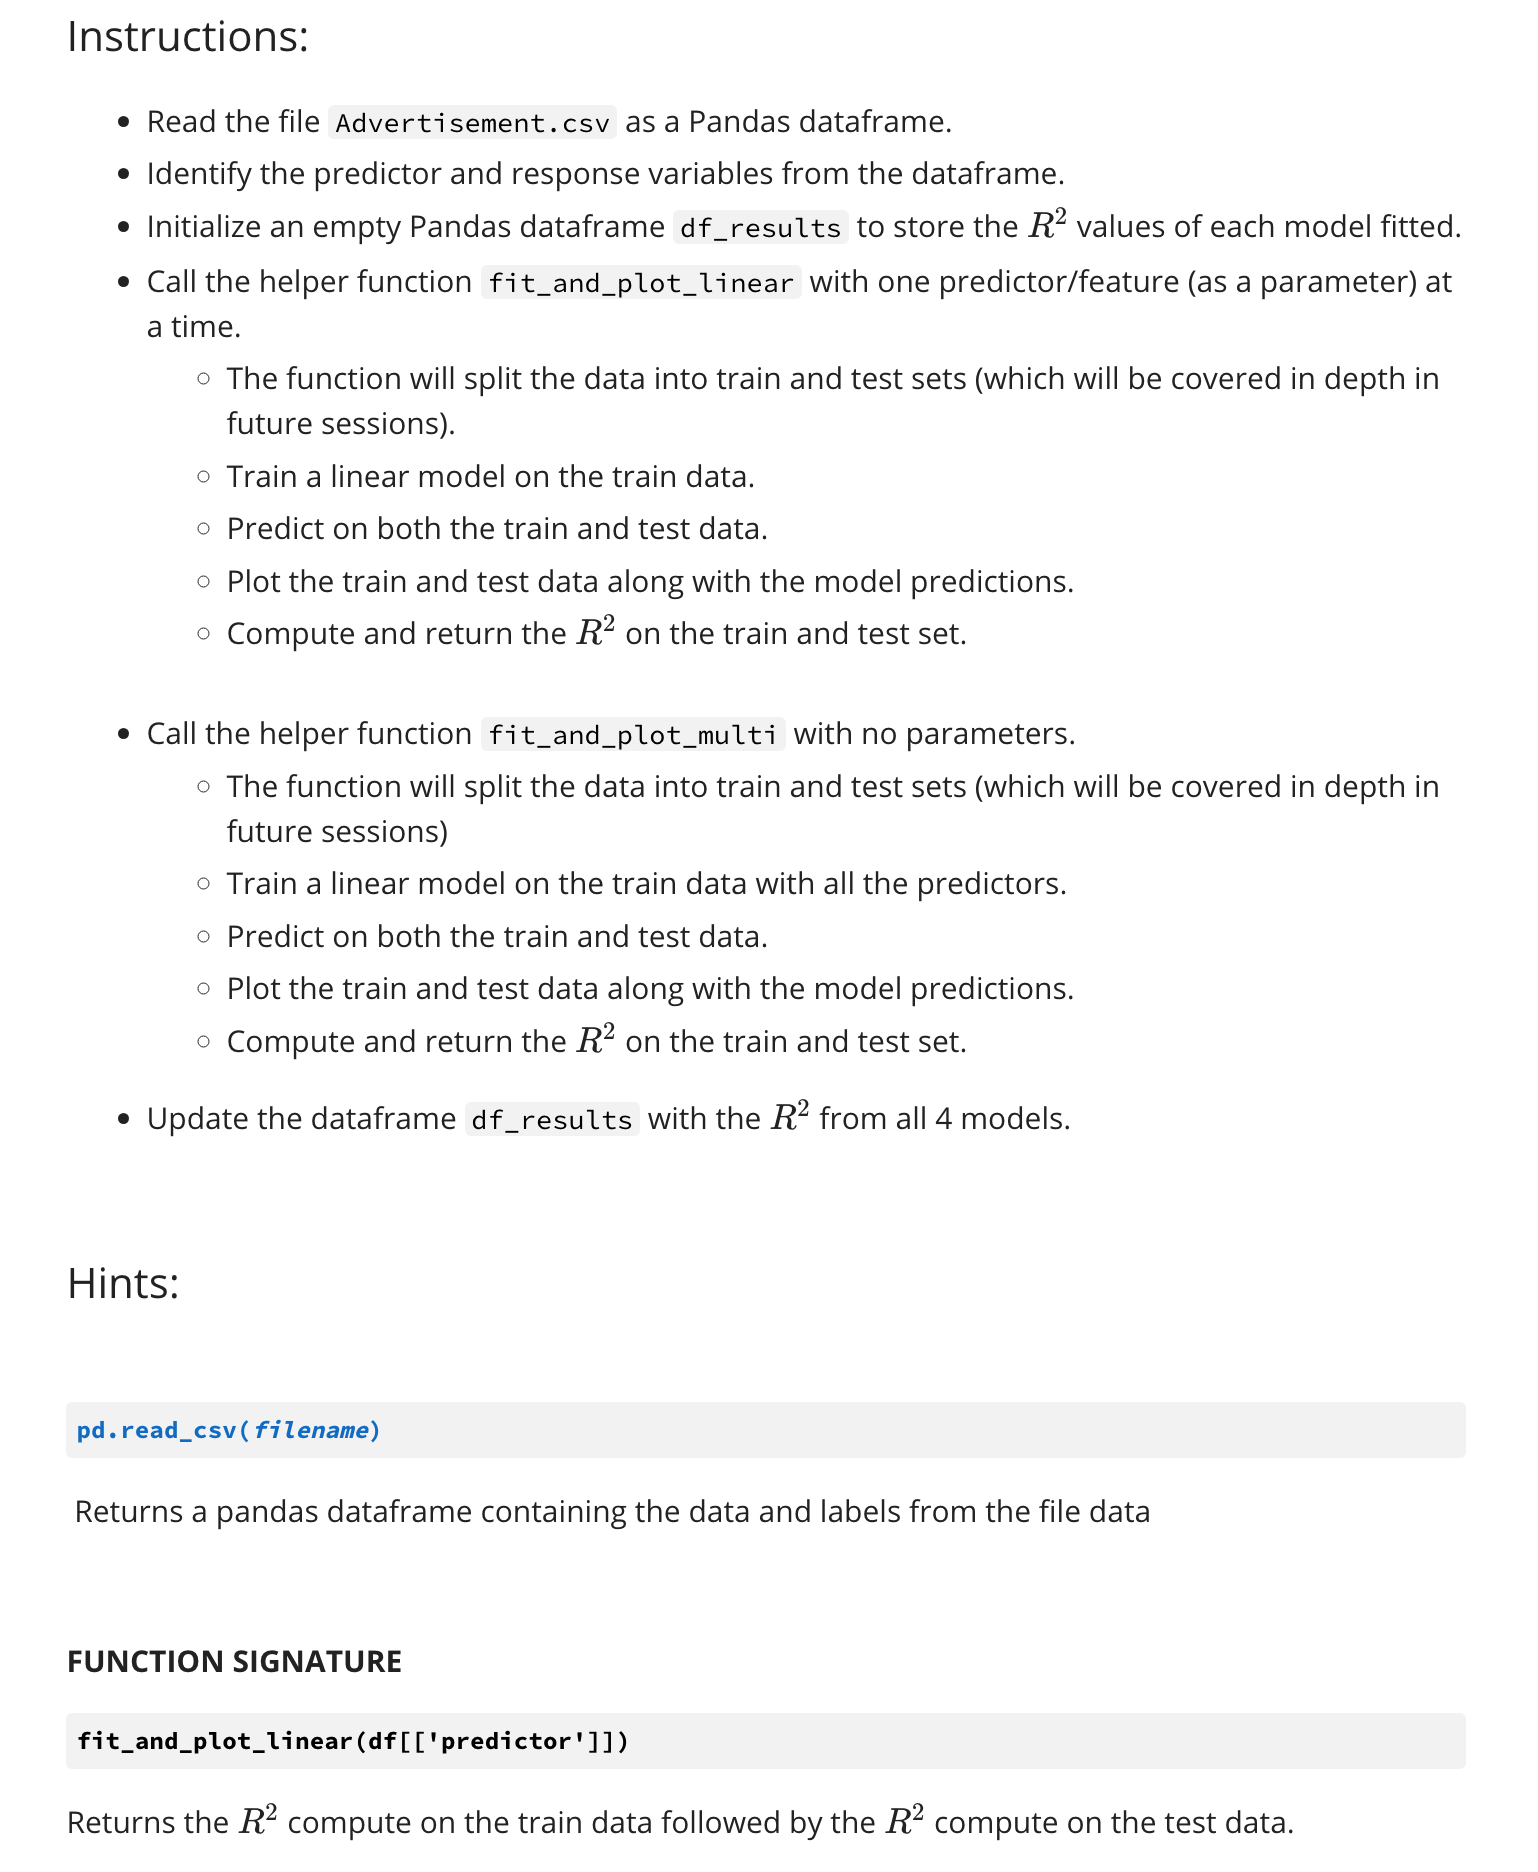 Instructions:
• Read the file Advertisement.csv as a Pandas dataframe.
• Identify the predictor and response variables from the dataframe.
• Initialize an empty Pandas dataframe df_results to store the R² values of each model fitted.
• Call the helper function fit_and_plot_linear with one predictor/feature (as a parameter) at
a time.
○ The function will split the data into train and test sets (which will be covered in depth in
future sessions).
○ Train a linear model on the train data.
○ Predict on both the train and test data.
○ Plot the train and test data along with the model predictions.
○ Compute and return the R² on the train and test set.
• Call the helper function fit_and_plot_multi with no parameters.
○ The function will split the data into train and test sets (which will be covered in depth in
future sessions)
○ Train a linear model on the train data with all the predictors.
○ Predict on both the train and test data.
○ Plot the train and test data along with the model predictions.
○ Compute and return the R² on the train and test set.
• Update the dataframe df_results with the R² from all 4 models.
Hints:
pd.read_csv(filename)
Returns a pandas dataframe containing the data and labels from the file data
FUNCTION SIGNATURE
fit_and_plot_linear(df[['predictor']])
Returns the R² compute on the train data followed by the R² compute on the test data.